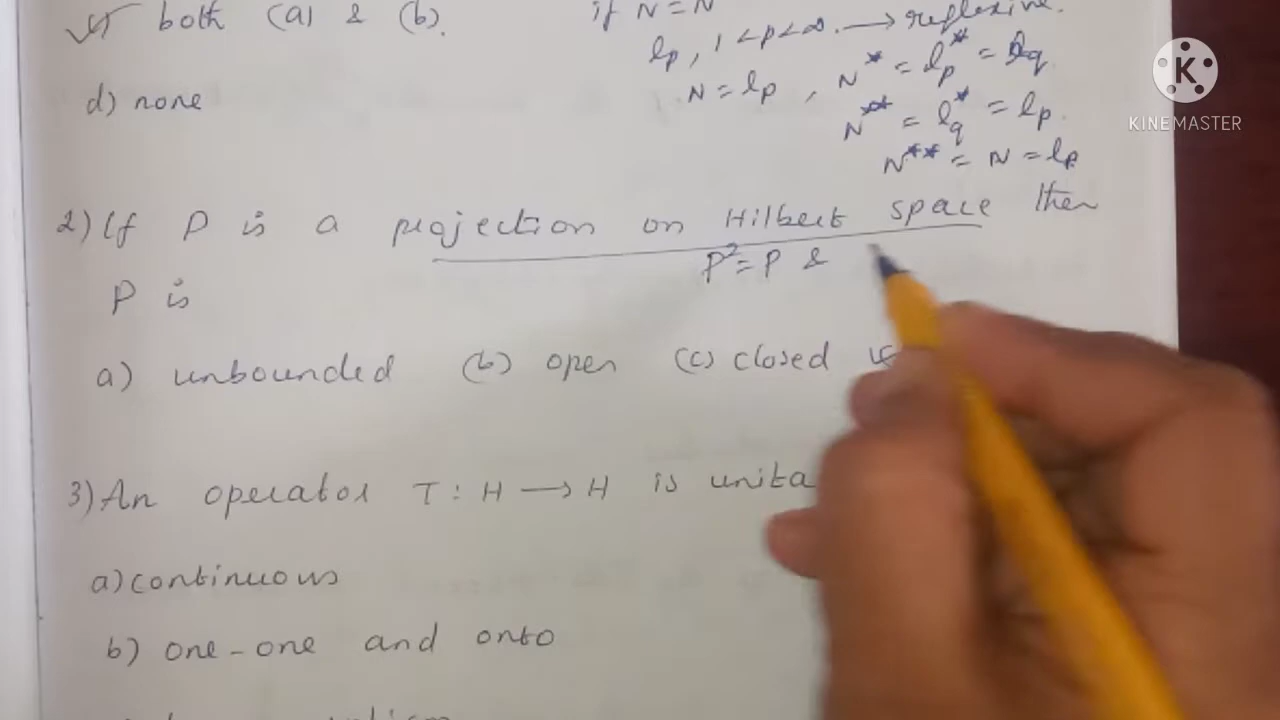 both (a) & (b).
if N = N
lp, 1 < p < ∞ → reflexive.
d) none
N = lp, N* = lp* = lq
N** = lq* = lp.
N** = N = lp
K
KINEMASTER
2) If P is a projection on Hilbert space then
P² = P &
P is
a) unbounded (b) open (c) closed
3) An operator T : H → H is
a) continuous
b) one-one and onto